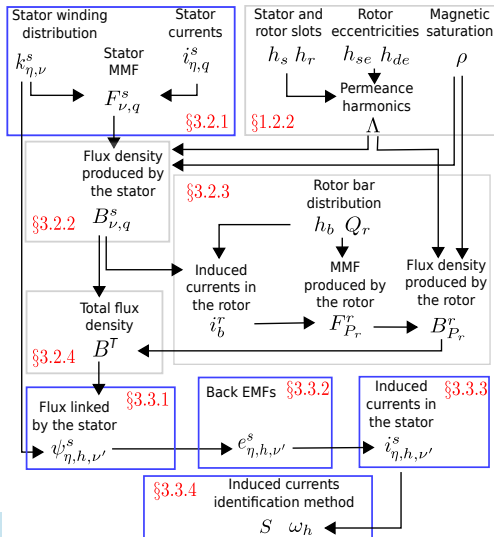 Stator winding
distribution
k^s_{η,ν}
Stator
currents
i^s_{η,q}
Stator
MMF
F^s_{ν,q}
§3.2.1
Stator and
rotor slots
h_s h_r
Rotor
eccentricities
h_{se} h_{de}
Magnetic
saturation
ρ
Permeance
harmonics
Λ
§1.2.2
Flux density
produced by
the stator
B^s_{ν,q}
§3.2.2
§3.2.3
Rotor bar
distribution
h_b Q_r
Induced
currents in
the rotor
i^r_b
MMF
produced by
the rotor
F^r_{P_r}
Flux density
produced by
the rotor
B^r_{P_r}
Total flux
density
B^T
§3.2.4
§3.3.1
Flux linked
by the stator
ψ^s_{η,h,ν'}
Back EMFs
§3.3.2
e^s_{η,h,ν'}
Induced
currents in
the stator
§3.3.3
i^s_{η,h,ν'}
§3.3.4
Induced currents
identification method
S ω_h